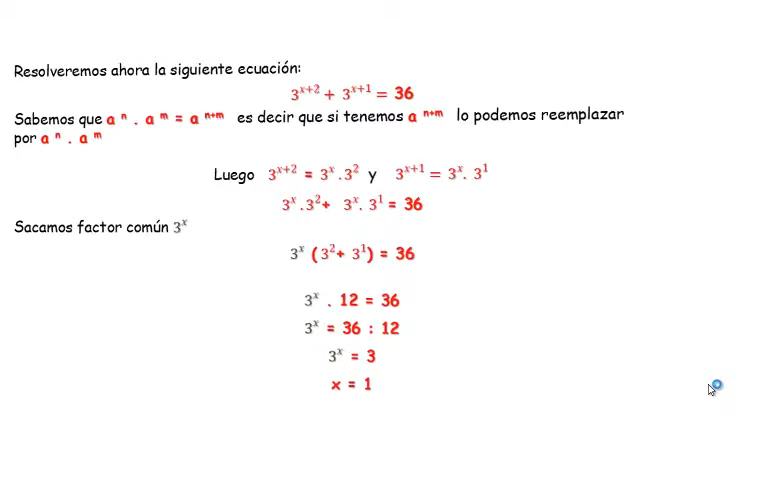 Resolveremos ahora la siguiente ecuación:
3^{x+2} + 3^{x+1} = 36
Sabemos que a ^{n} . a ^{m} = a ^{n+m} es decir que si tenemos a ^{n+m} lo podemos reemplazar
por a ^{n} . a ^{m}
Luego 3^{x+2} = 3^{x} .3^{2} y 3^{x+1} = 3^{x}. 3^{1}
3^{x} .3^{2}+ 3^{x}. 3^{1} = 36
Sacamos factor común 3^{x}
3^{x} (3^{2}+ 3^{1}) = 36
3^{x} . 12 = 36
3^{x} = 36 : 12
3^{x} = 3
x = 1